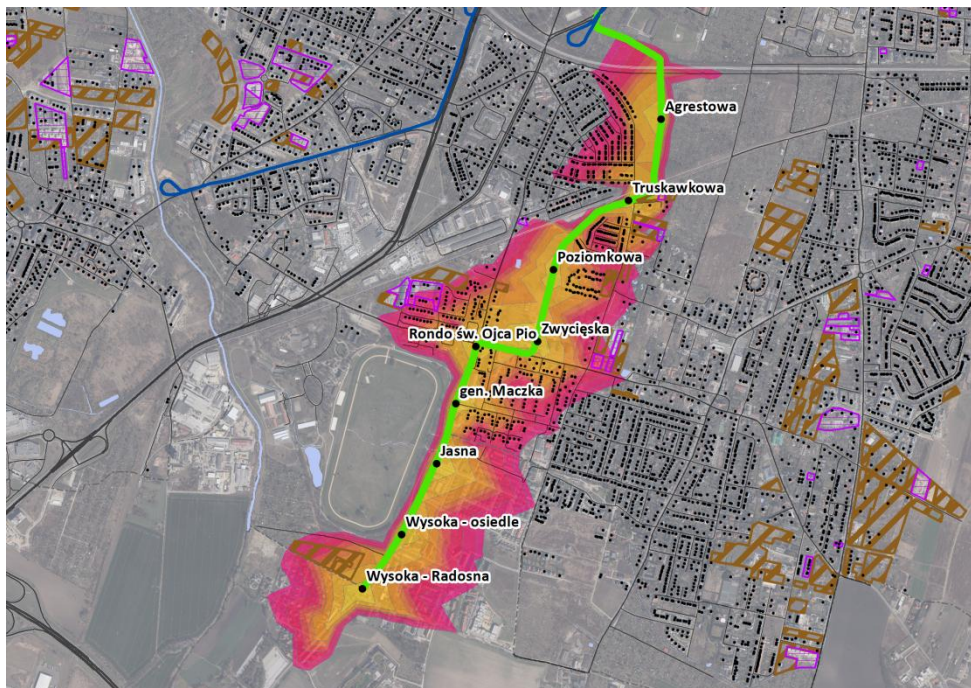 Agrestowa
Truskawkowa
Poziomkowa
Rondo św. Ojca Pio
Zwycięska
gen. Maczka
Jasna
Wysoka - osiedle
Wysoka - Radosna